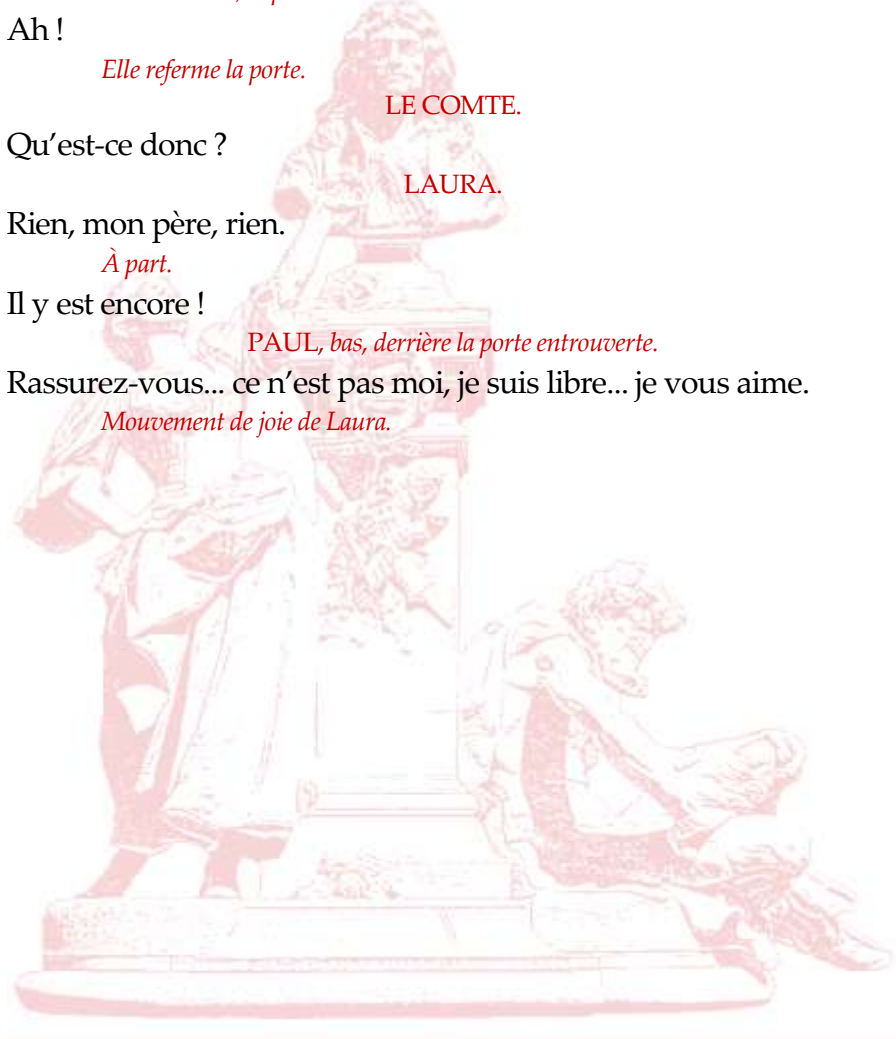 Ah !
Elle referme la porte.
LE COMTE.
Qu’est-ce donc ?
LAURA.
Rien, mon père, rien.
À part.
Il y est encore !
PAUL, bas, derrière la porte entrouverte.
Rassurez-vous... ce n’est pas moi, je suis libre... je vous aime.
Mouvement de joie de Laura.